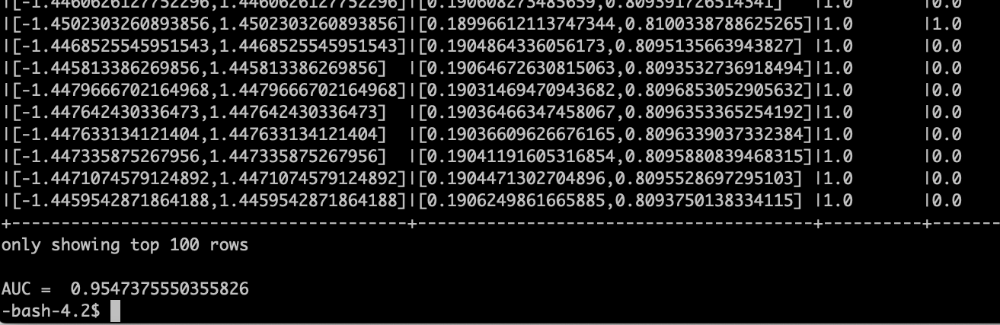 |[-1.4460626127752296,1.4460626127752296]|[0.190608273485659,0.809391726514341]   |1.0       |0.0
|[-1.4502303260893856,1.4502303260893856]|[0.18996612113747344,0.8100338788625265]|1.0       |1.0
|[-1.4468525545951543,1.4468525545951543]|[0.1904864336056173,0.8095135663943827] |1.0       |0.0
|[-1.445813386269856,1.445813386269856]  |[0.19064672630815063,0.8093532736918494]|1.0       |0.0
|[-1.4479666702164968,1.4479666702164968]|[0.19031469470943682,0.8096853052905632]|1.0       |0.0
|[-1.447642430336473,1.447642430336473]  |[0.19036466347458067,0.8096353365254192]|1.0       |0.0
|[-1.447633134121404,1.447633134121404]  |[0.19036609626676165,0.8096339037332384]|1.0       |0.0
|[-1.447335875267956,1.447335875267956]  |[0.19041191605316854,0.8095880839468315]|1.0       |0.0
|[-1.4471074579124892,1.4471074579124892]|[0.1904471302704896,0.8095528697295103] |1.0       |0.0
|[-1.4459542871864188,1.4459542871864188]|[0.1906249861665885,0.8093750138334115] |1.0       |0.0
+----------------------------------------+----------------------------------------+----------+-------
only showing top 100 rows
AUC =  0.9547375550355826
-bash-4.2$